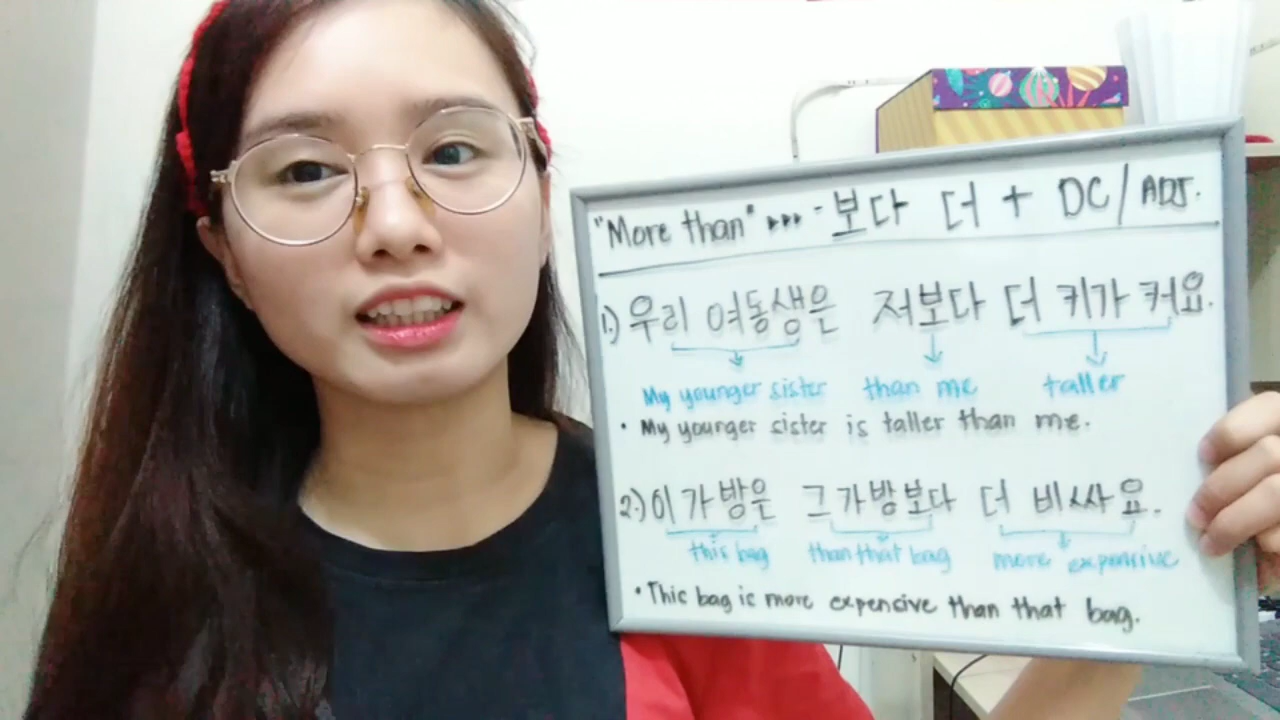 "More than" ▸▸▸ -보다 더 + DC / ADJ.
1.) 우리 여동생은 저보다 더 키가 커요.
My younger sister than me taller
• My younger sister is taller than me.
2.) 이 가방은 그 가방보다 더 비싸요.
this bag than that bag more expensive
• This bag is more expensive than that bag.